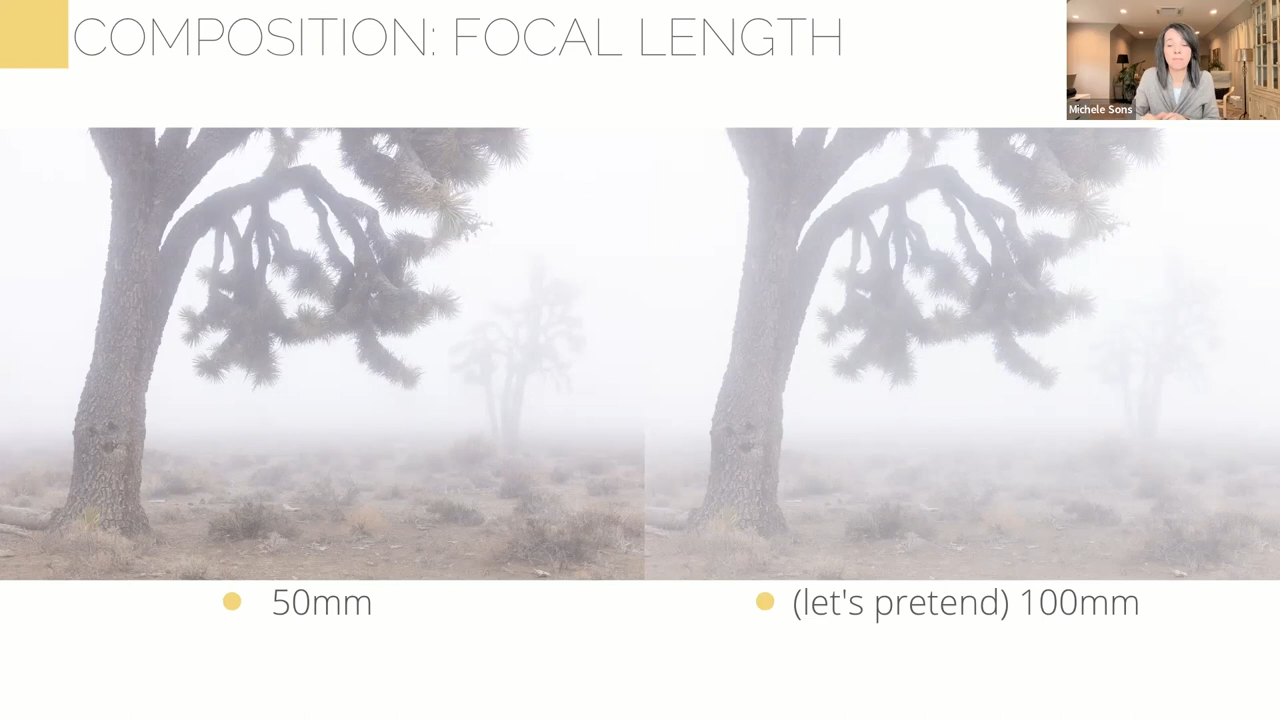 COMPOSITION: FOCAL LENGTH
Michele Sons
50mm
(let's pretend) 100mm